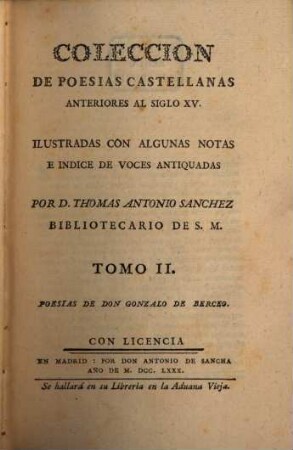 COLECCION
DE POESIAS CASTELLANAS
ANTERIORES AL SIGLO XV.
ILUSTRADAS CON ALGUNAS NOTAS
E INDICE DE VOCES ANTIQUADAS
POR D. THOMAS ANTONIO SANCHEZ
BIBLIOTECARIO DE S. M.
TOMO II.
POESIAS DE DON GONZALO DE BERCEO.
CON LICENCIA
EN MADRID : POR DON ANTONIO DE SANCHA
AÑO DE M. DCC. LXXX.
Se hallará en su Libreria en la Aduana Vieja.